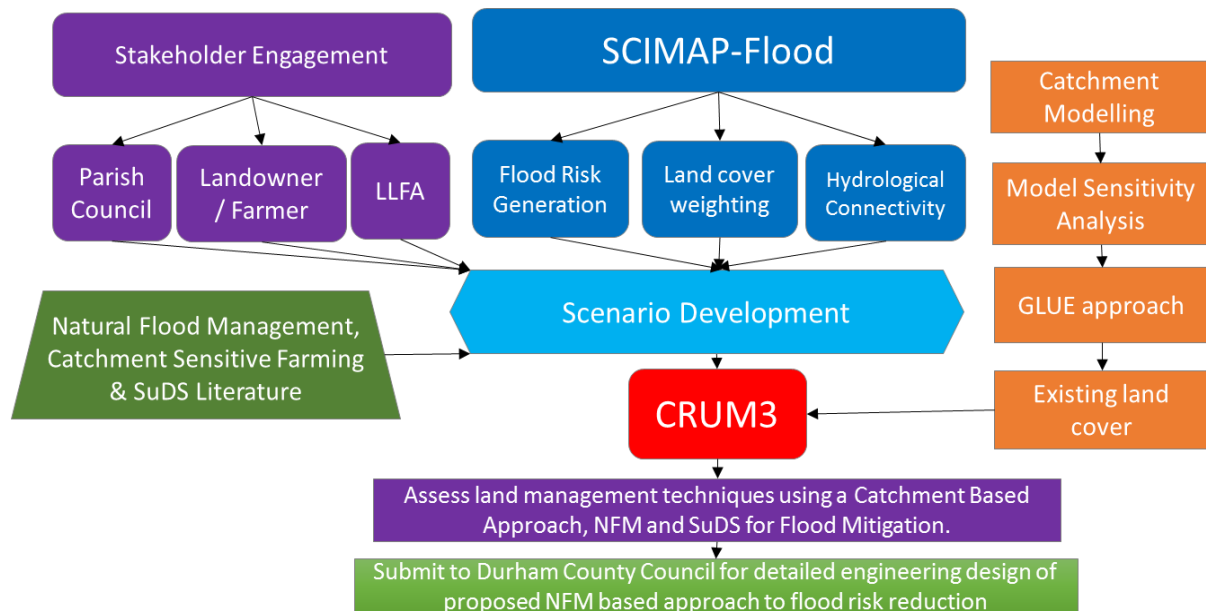 Stakeholder Engagement
SCIMAP-Flood
Catchment
Modelling
Parish
Council
Landowner
/ Farmer
LLFA
Flood Risk
Generation
Land cover
weighting
Hydrological
Connectivity
Model Sensitivity
Analysis
Natural Flood Management,
Catchment Sensitive Farming
& SuDS Literature
Scenario Development
GLUE approach
CRUM3
Existing land
cover
Assess land management techniques using a Catchment Based
Approach, NFM and SuDS for Flood Mitigation.
Submit to Durham County Council for detailed engineering design of
proposed NFM based approach to flood risk reduction